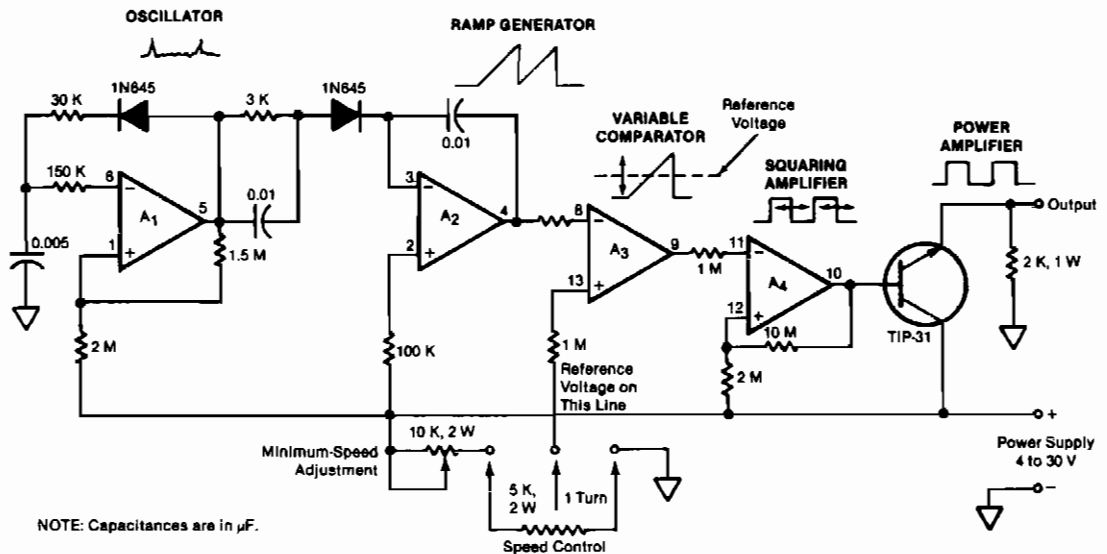 OSCILLATOR
RAMP GENERATOR
1N645
1N645
30 K
3 K
0.01
Reference
Voltage
VARIABLE
COMPARATOR
POWER
AMPLIFIER
SQUARING
AMPLIFIER
150 K
6
−
A1
5
0.01
3
−
A2
4
8
−
A3
9
11
−
A4
10
Output
0.005
1
+
1.5 M
2
+
13
+
1 M
12
+
10 M
TIP-31
2 K, 1 W
2 M
100 K
1 M
2 M
Reference
Voltage on
This Line
+
10 K, 2 W
Minimum-Speed
Adjustment
Power Supply
4 to 30 V
−
5 K,
2 W
1 Turn
NOTE: Capacitances are in μF.
Speed Control